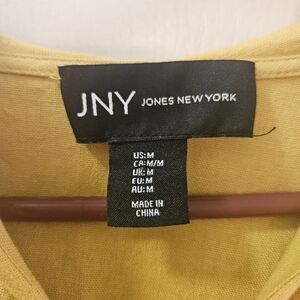 JNY JONES NEW YORK
US:M
CA:M/M
UK:M
EU:M
AU:M
MADE IN
CHINA